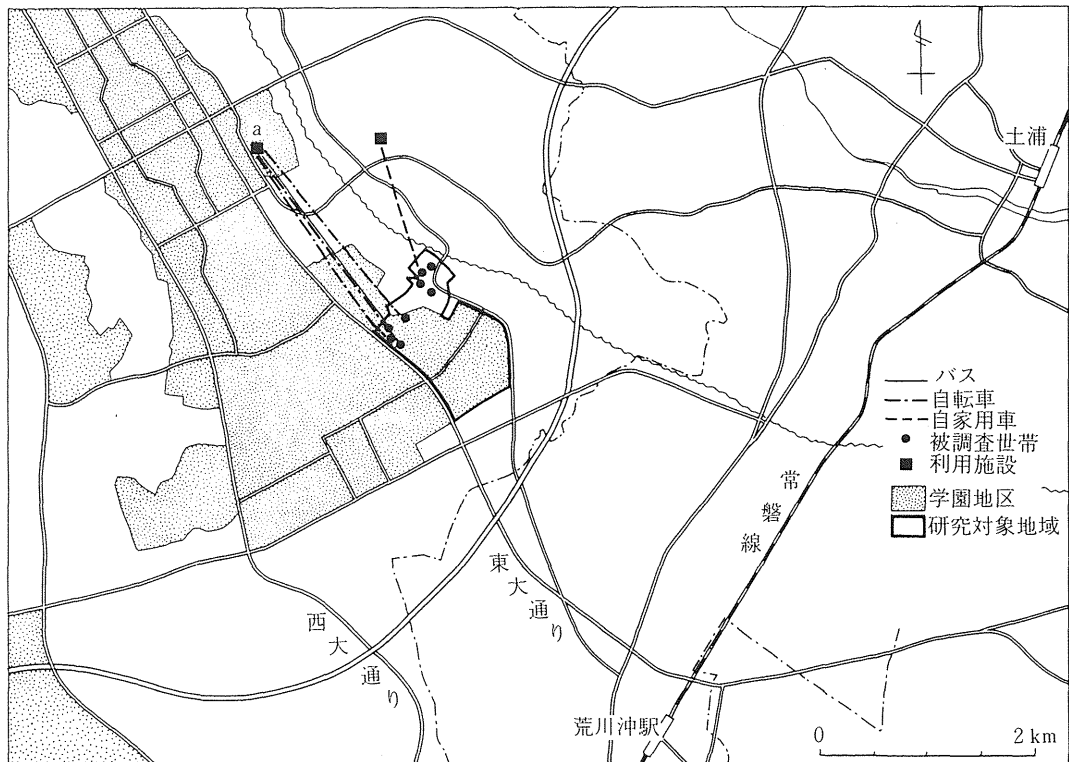 a
土浦
バス
自転車
自家用車
被調査世帯
利用施設
学園地区
研究対象地域
常磐線
東大通り
西大通り
荒川沖駅
0 2 km